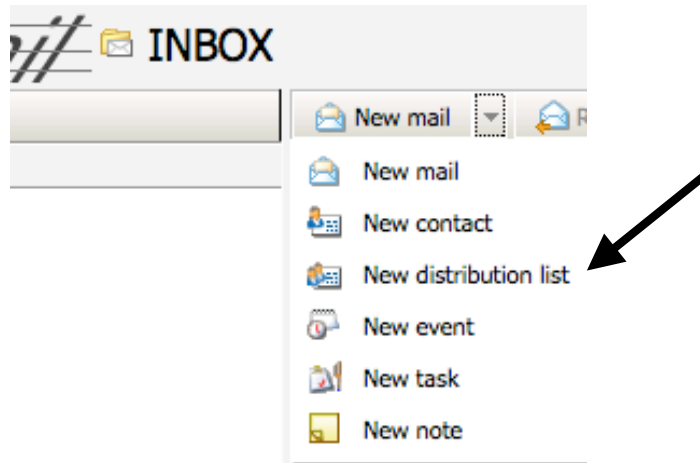 INBOX
New mail
New mail
New contact
New distribution list
New event
New task
New note